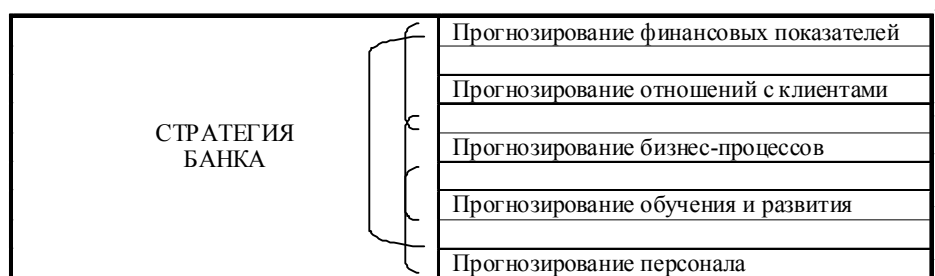 Прогнозирование финансовых показателей
Прогнозирование отношений с клиентами
СТРАТЕГИЯ
БАНКА
Прогнозирование бизнес-процессов
Прогнозирование обучения и развития
Прогнозирование персонала